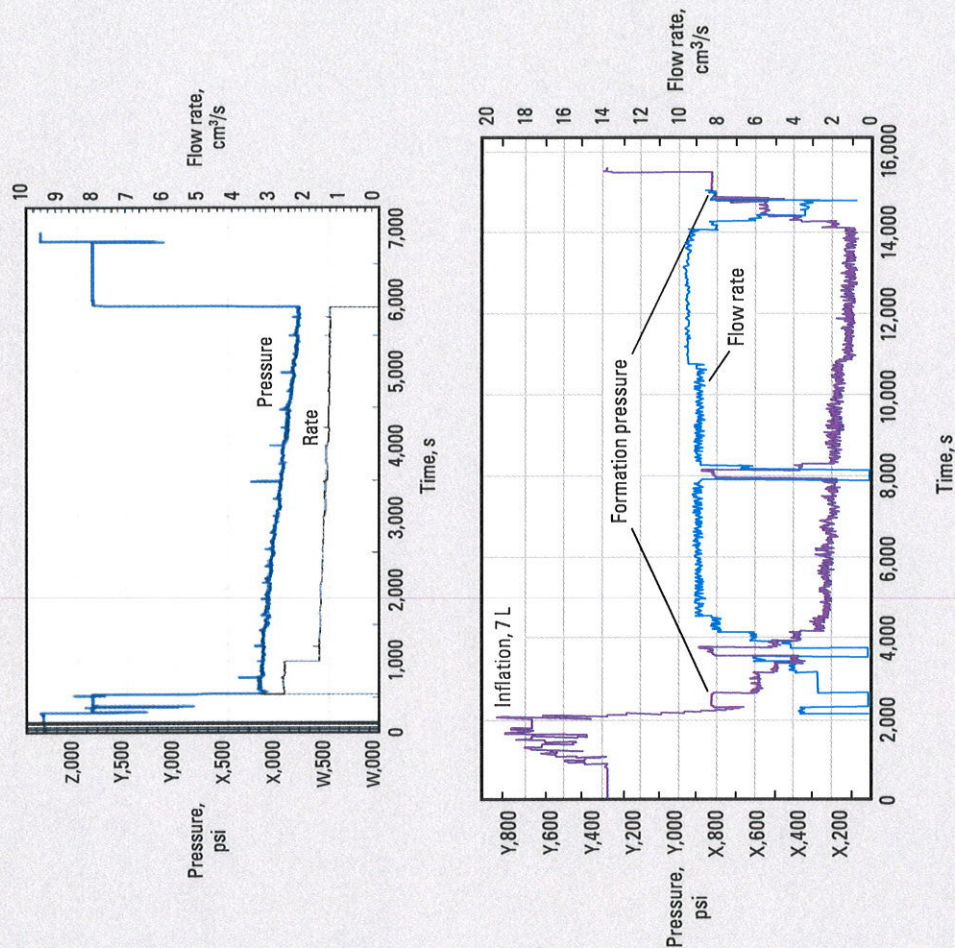 Pressure,
psi
Z,000
Y,500
Y,000
X,500
X,000
W,500
W,000
Pressure
Rate
10
9
8
7
6
5
4
3
2
1
0
Flow rate,
cm³/s
0
1,000
2,000
3,000
4,000
5,000
6,000
7,000
Time, s
Pressure,
psi
Y,800
Y,600
Y,400
Y,200
Y,000
X,800
X,600
X,400
X,200
Inflation, 7 L
Formation pressure
Flow rate
20
18
16
14
12
10
8
6
4
2
0
Flow rate,
cm³/s
0
2,000
4,000
6,000
8,000
10,000
12,000
14,000
16,000
Time, s